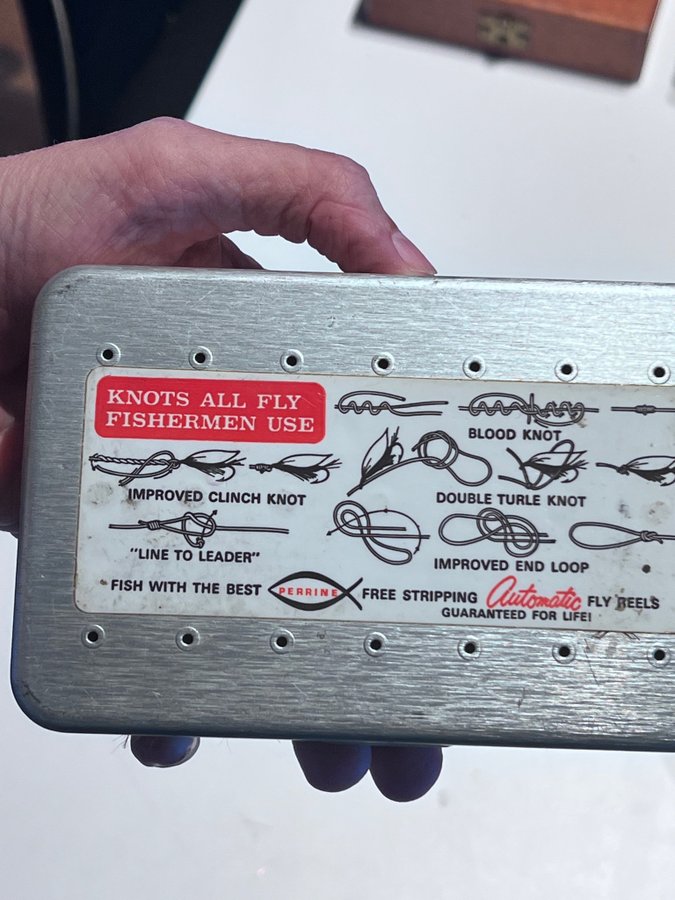 KNOTS ALL FLY
FISHERMEN USE
BLOOD KNOT
IMPROVED CLINCH KNOT
DOUBLE TURLE KNOT
"LINE TO LEADER"
IMPROVED END LOOP
FISH WITH THE BEST PERRINE FREE STRIPPING Automatic FLY REELS
GUARANTEED FOR LIFE!